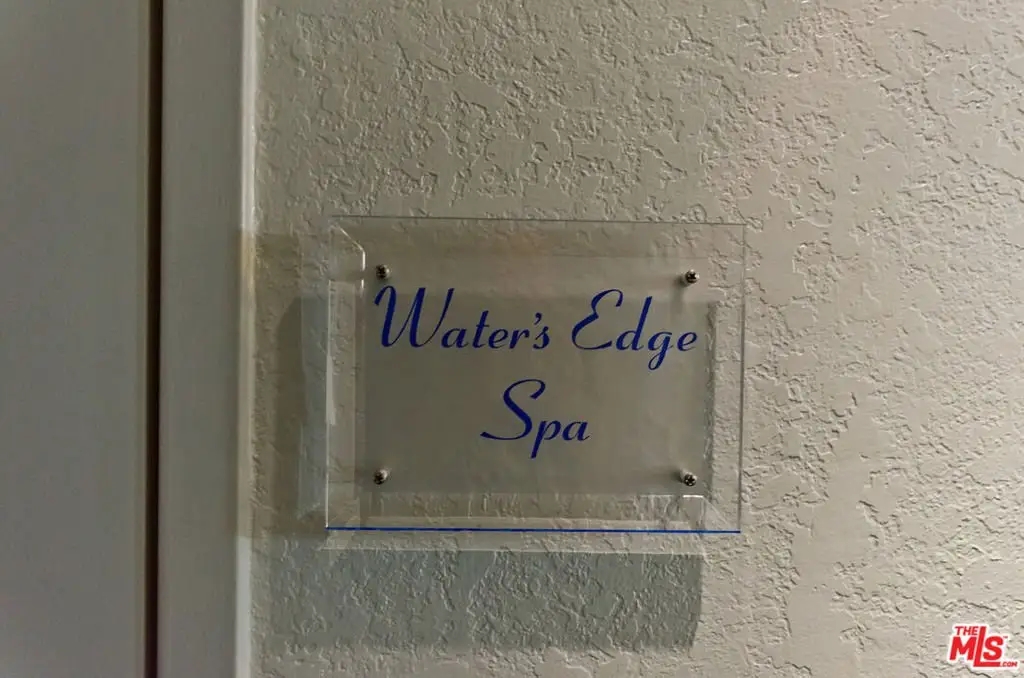 Water's Edge
Spa
THE
MLS
.COM